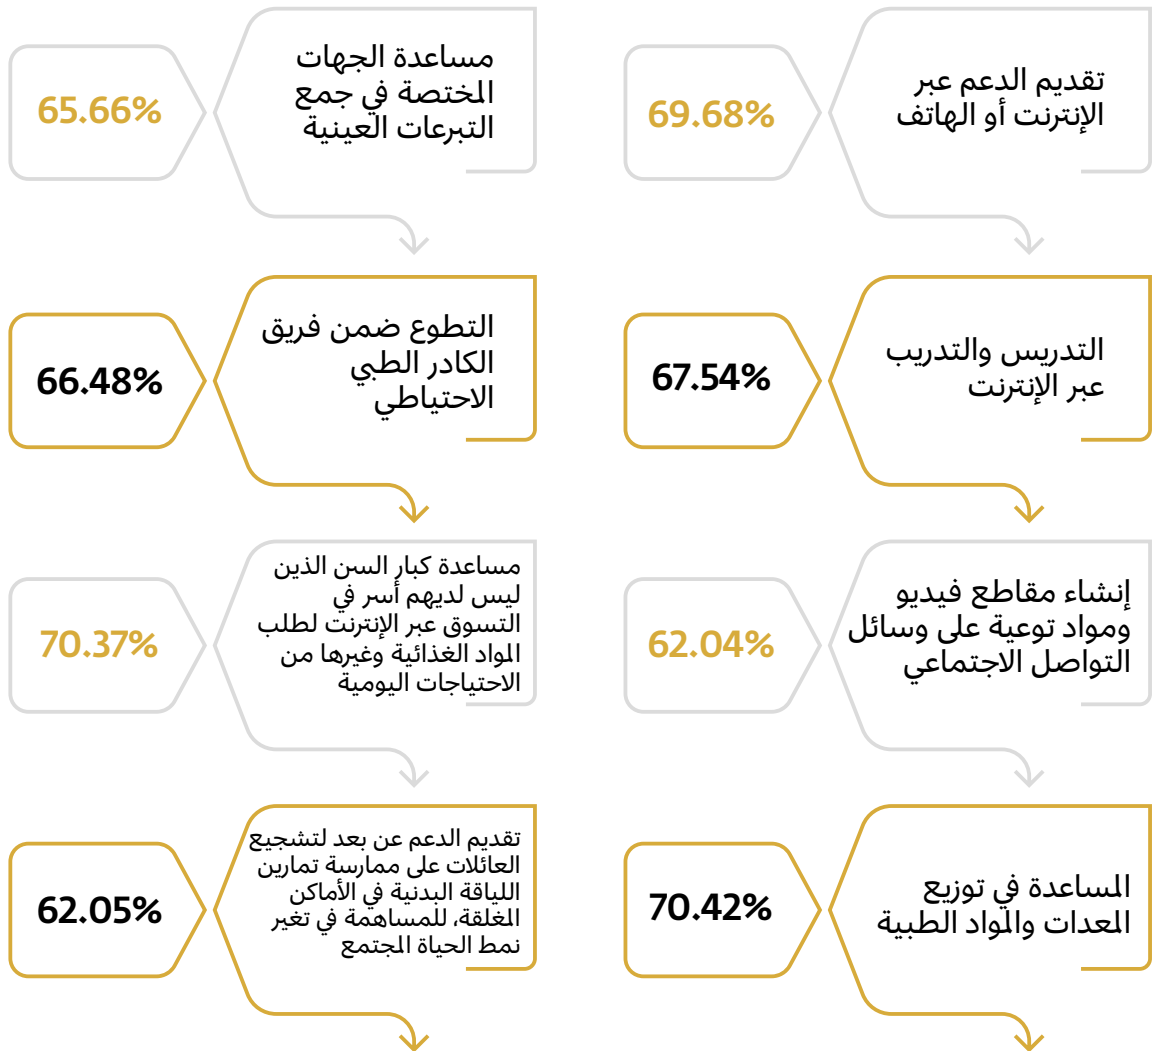 تقديم الدعم عبر
الإنترنت أو الهاتف
69.68%
التدريس والتدريب
عبر الإنترنت
67.54%
إنشاء مقاطع فيديو
ومواد توعية على وسائل
التواصل الاجتماعي
62.04%
المساعدة في توزيع
المعدات والمواد الطبية
70.42%
مساعدة الجهات
المختصة في جمع
التبرعات العينية
65.66%
التطوع ضمن فريق
الكادر الطبي
الاحتياطي
66.48%
مساعدة كبار السن الذين
ليس لديهم أسر في
التسوق عبر الإنترنت لطلب
المواد الغذائية وغيرها من
الاحتياجات اليومية
70.37%
تقديم الدعم عن بعد لتشجيع
العائلات على ممارسة تمارين
اللياقة البدنية في الأماكن
المغلقة، للمساهمة في تغير
نمط الحياة المجتمع
62.05%